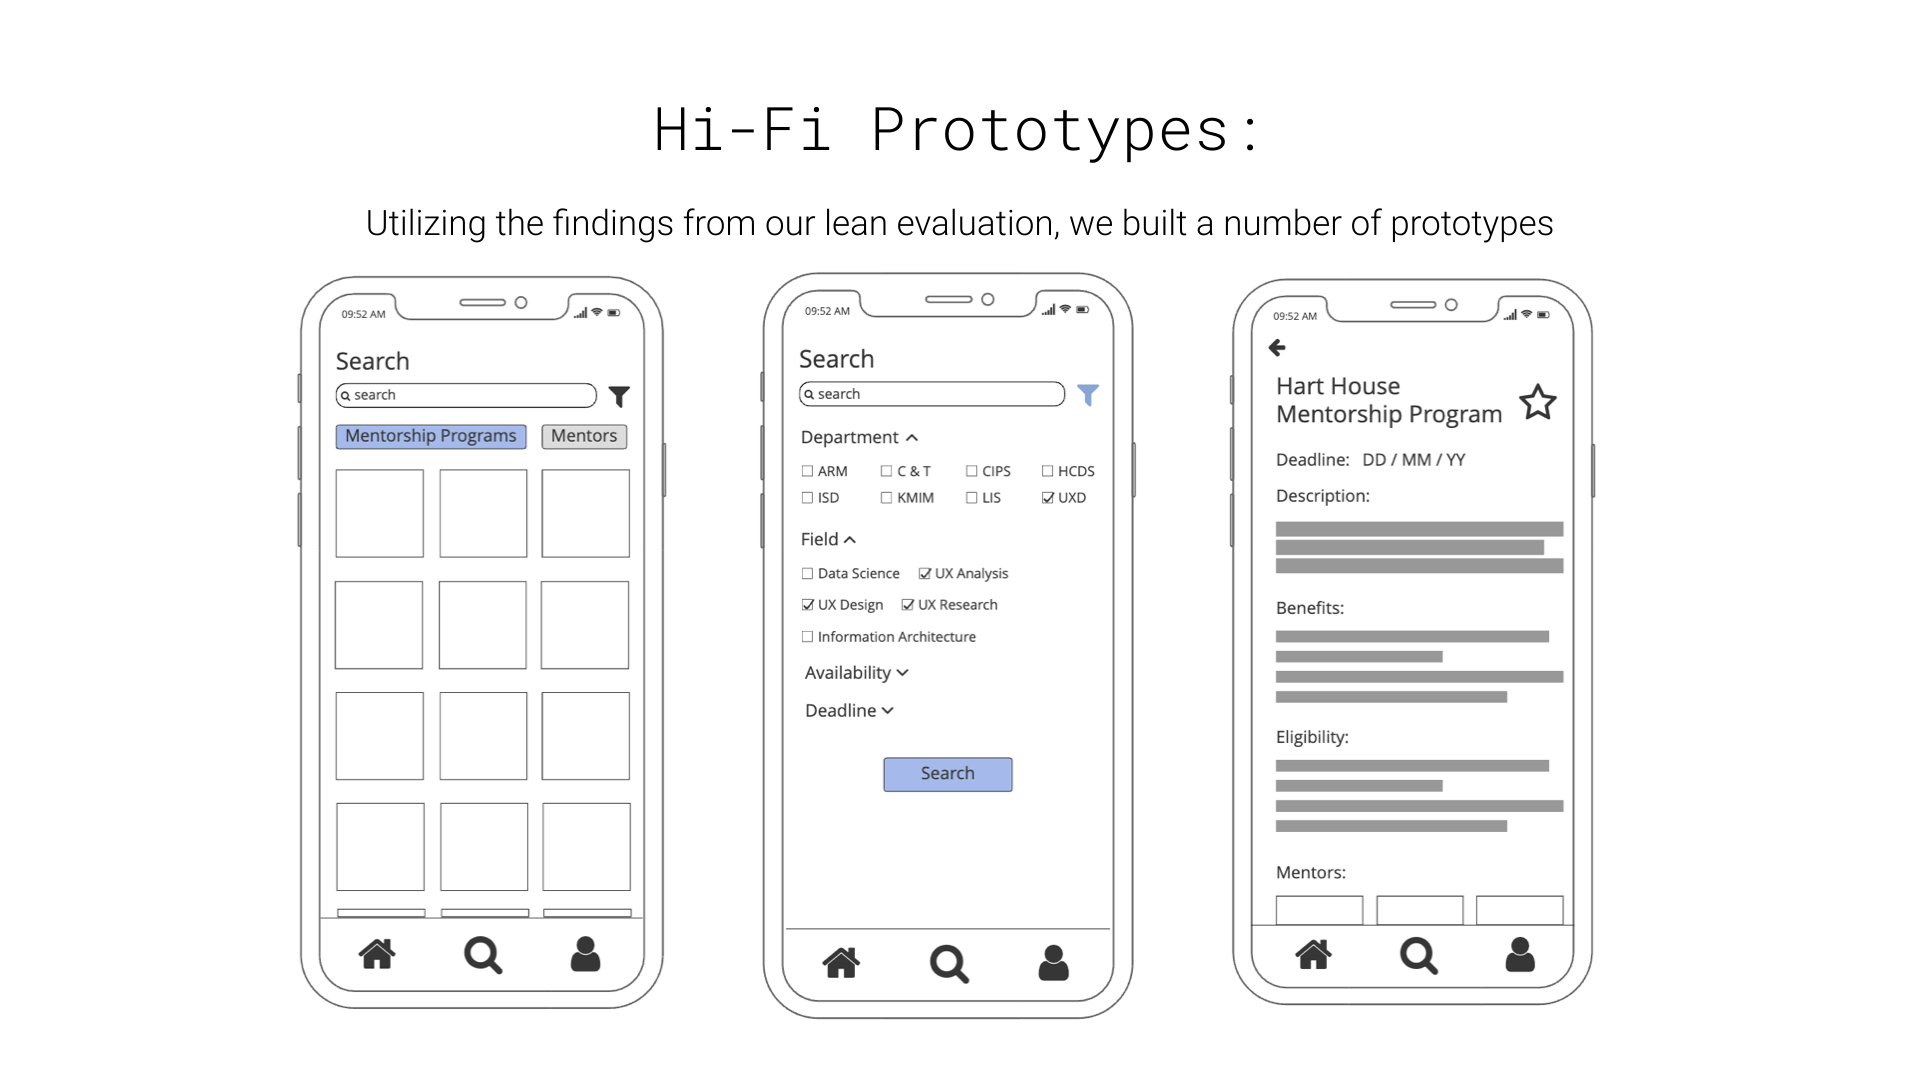 Hi-Fi Prototypes:
Utilizing the findings from our lean evaluation, we built a number of prototypes
09:52 AM
Search
search
Mentorship Programs Mentors
09:52 AM
Search
search
Department
ARM C & T CIPS HCDS
ISD KMIM LIS UXD
Field
Data Science UX Analysis
UX Design UX Research
Information Architecture
Availability
Deadline
Search
09:52 AM
Hart House
Mentorship Program
Deadline: DD / MM / YY
Description:
Benefits:
Eligibility:
Mentors: